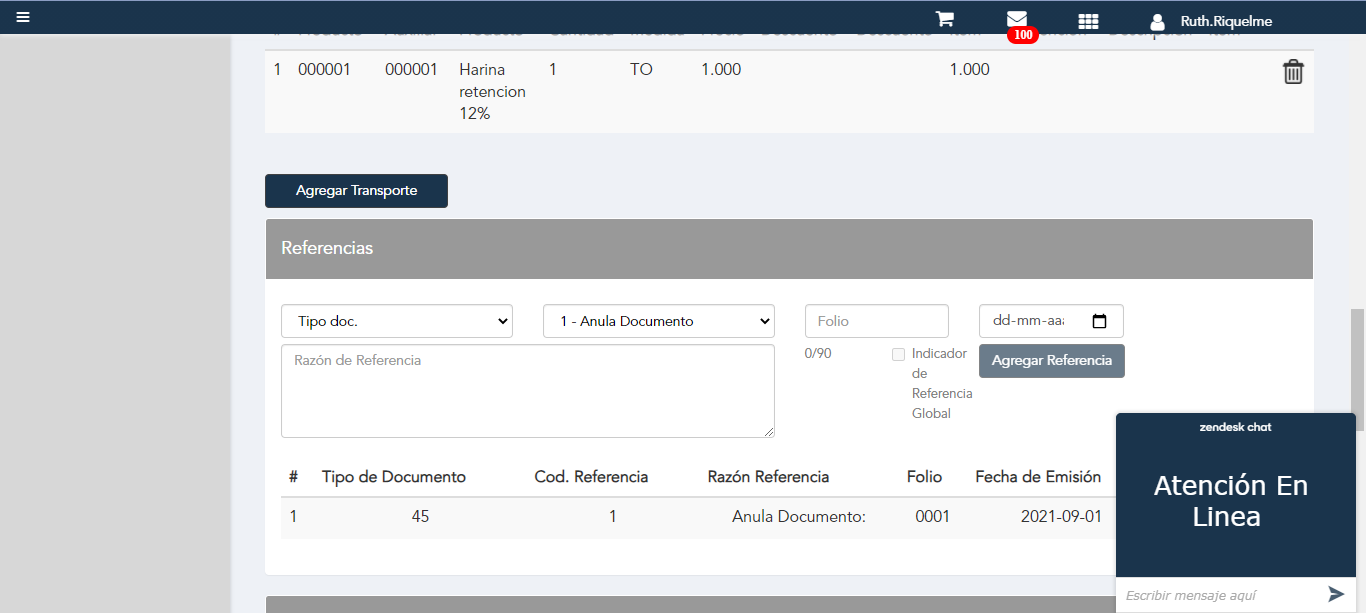 Ruth.Riquelme
100
1 000001 000001 Harina 1 TO 1.000 1.000
retencion
12%
Agregar Transporte
Referencias
Tipo doc. 1 - Anula Documento Folio dd-mm-aa
Razón de Referencia 0/90 Indicador Agregar Referencia
de
Referencia
Global
zendesk chat
Atención En
Linea
# Tipo de Documento Cod. Referencia Razón Referencia Folio Fecha de Emisión
1 45 1 Anula Documento: 0001 2021-09-01
Escribir mensaje aquí